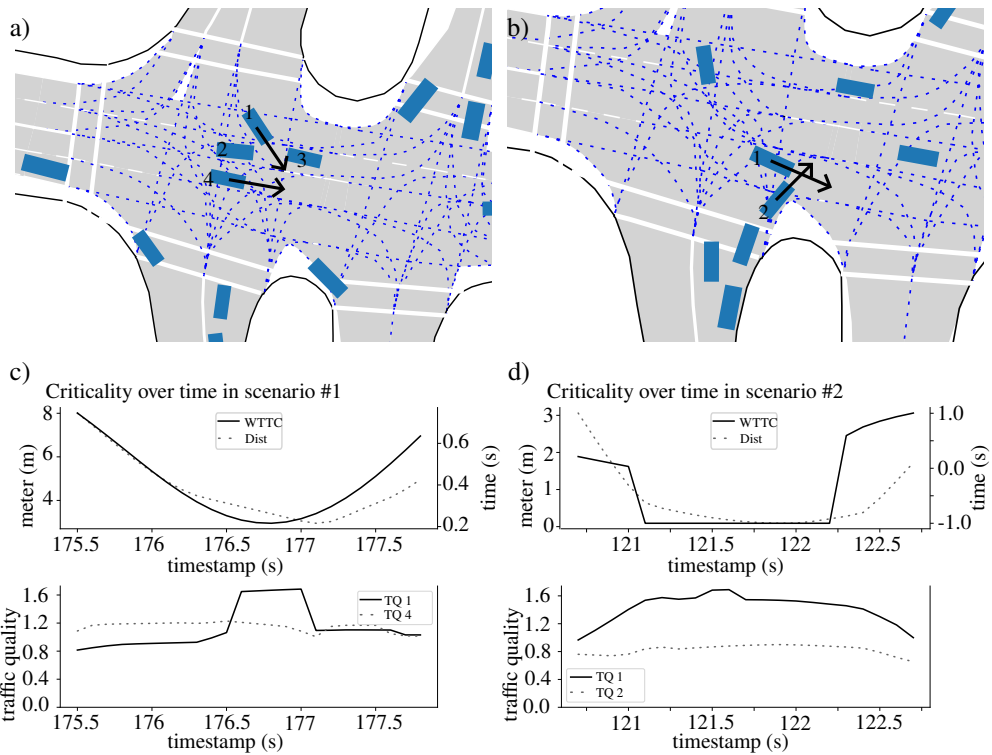 a)
b)
1
2
3
4
1
2
c)
d)
Criticality over time in scenario #1
Criticality over time in scenario #2
8
6
4
meter (m)
WTTC
Dist
0.6
0.4
0.2
time (s)
175.5 176 176.5 177 177.5
timestamp (s)
3
2
1
0
meter (m)
WTTC
Dist
1.0
0.0
-1.0
time (s)
121 121.5 122 122.5
timestamp (s)
1.6
1.2
0.8
0.4
0.0
traffic quality
TQ 1
TQ 4
175.5 176 176.5 177 177.5
timestamp (s)
1.6
1.2
0.8
0.4
0.0
traffic quality
TQ 1
TQ 2
121 121.5 122 122.5
timestamp (s)